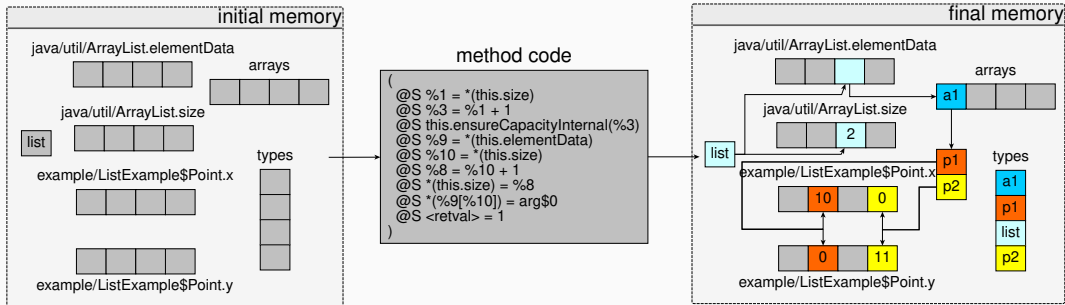 initial memory
java/util/ArrayList.elementData
arrays
java/util/ArrayList.size
list
types
example/ListExample$Point.x
example/ListExample$Point.y
method code
(
@S %1 = *(this.size)
@S %3 = %1 + 1
@S this.ensureCapacityInternal(%3)
@S %9 = *(this.elementData)
@S %10 = *(this.size)
@S %8 = %10 + 1
@S *(this.size) = %8
@S *(%9[%10]) = arg$0
@S <retval> = 1
)
final memory
java/util/ArrayList.elementData
arrays
a1
java/util/ArrayList.size
2
list
p1
p2
types
a1
p1
list
p2
example/ListExample$Point.x
10 0
0 11
example/ListExample$Point.y